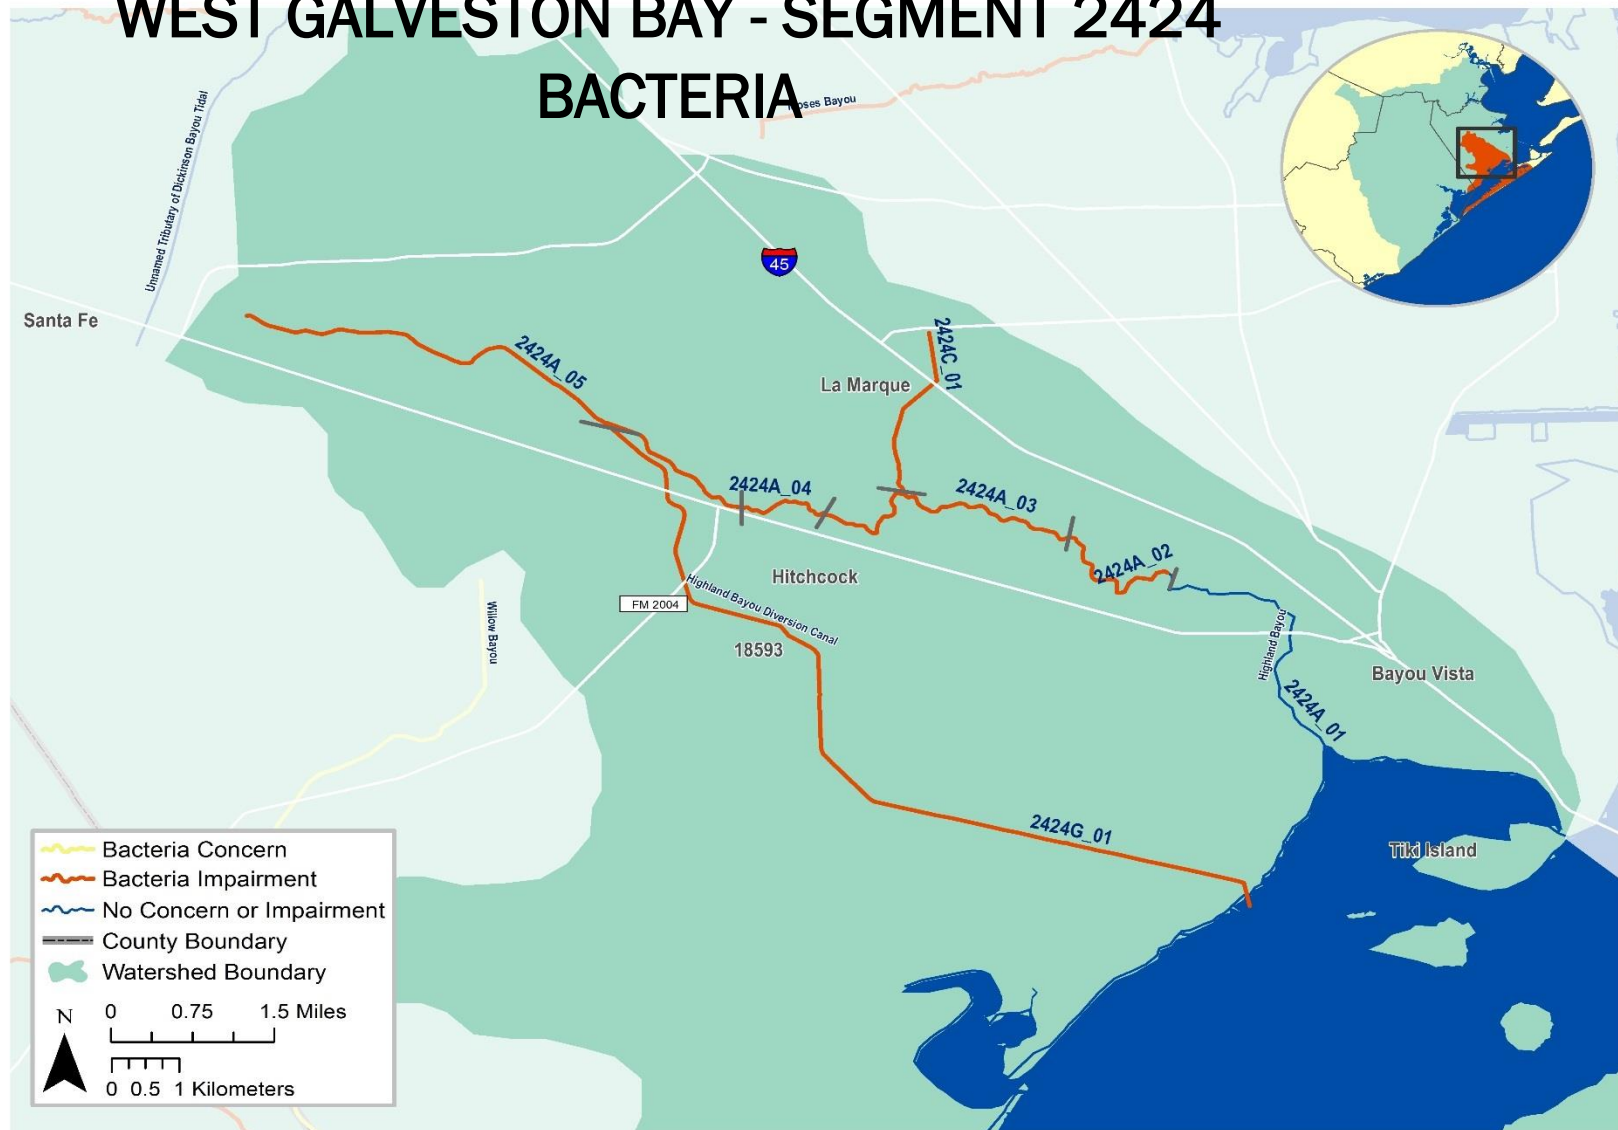 WEST GALVESTON BAY - SEGMENT 2424
BACTERIA
Moses Bayou
Unnamed Tributary of Dickinson Bayou Tidal
45
Santa Fe
2424A_05
2424C_01
La Marque
2424A_04
2424A_03
2424A_02
Hitchcock
Highland Bayou Diversion Canal
FM 2004
Willow Bayou
18593
Highland Bayou
Bayou Vista
2424A_01
2424G_01
Tiki Island
Bacteria Concern
Bacteria Impairment
No Concern or Impairment
County Boundary
Watershed Boundary
N
0 0.75 1.5 Miles
0 0.5 1 Kilometers